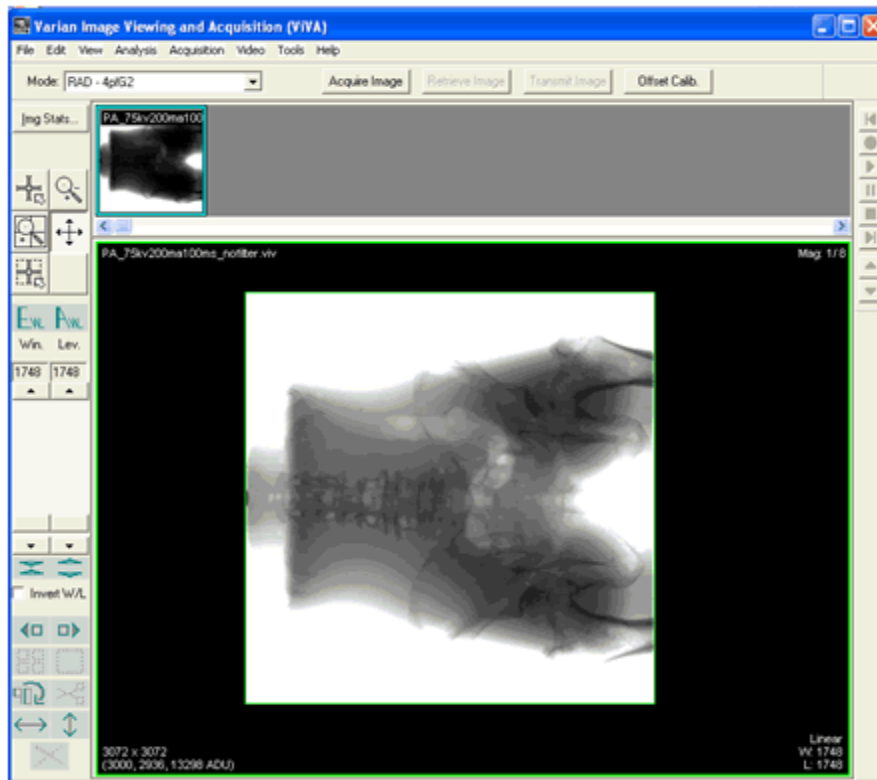 Varian Image Viewing and Acquisition (ViVA)
File Edit View Analysis Acquisition Video Tools Help
Mode: RAD - 4pfG2 Acquire Image Retrieve Image Transmit Image Offset Calib.
Img Stats...
PA_75kv200ma100
PA_75kv200ma100ms_nofilter.viv Mag: 1/8
Win. Lev.
1748 1748
Invert W/L
Linear
3072 x 3072 W: 1748
(3000, 2936, 13298 ADU) L: 1748